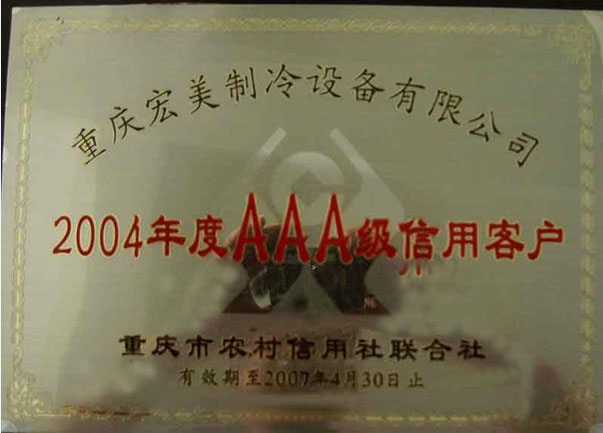 重庆宏美制冷设备有限公司
2004年度AAA级信用客户
重庆市农村信用社联合社
有效期至2007年4月30日止